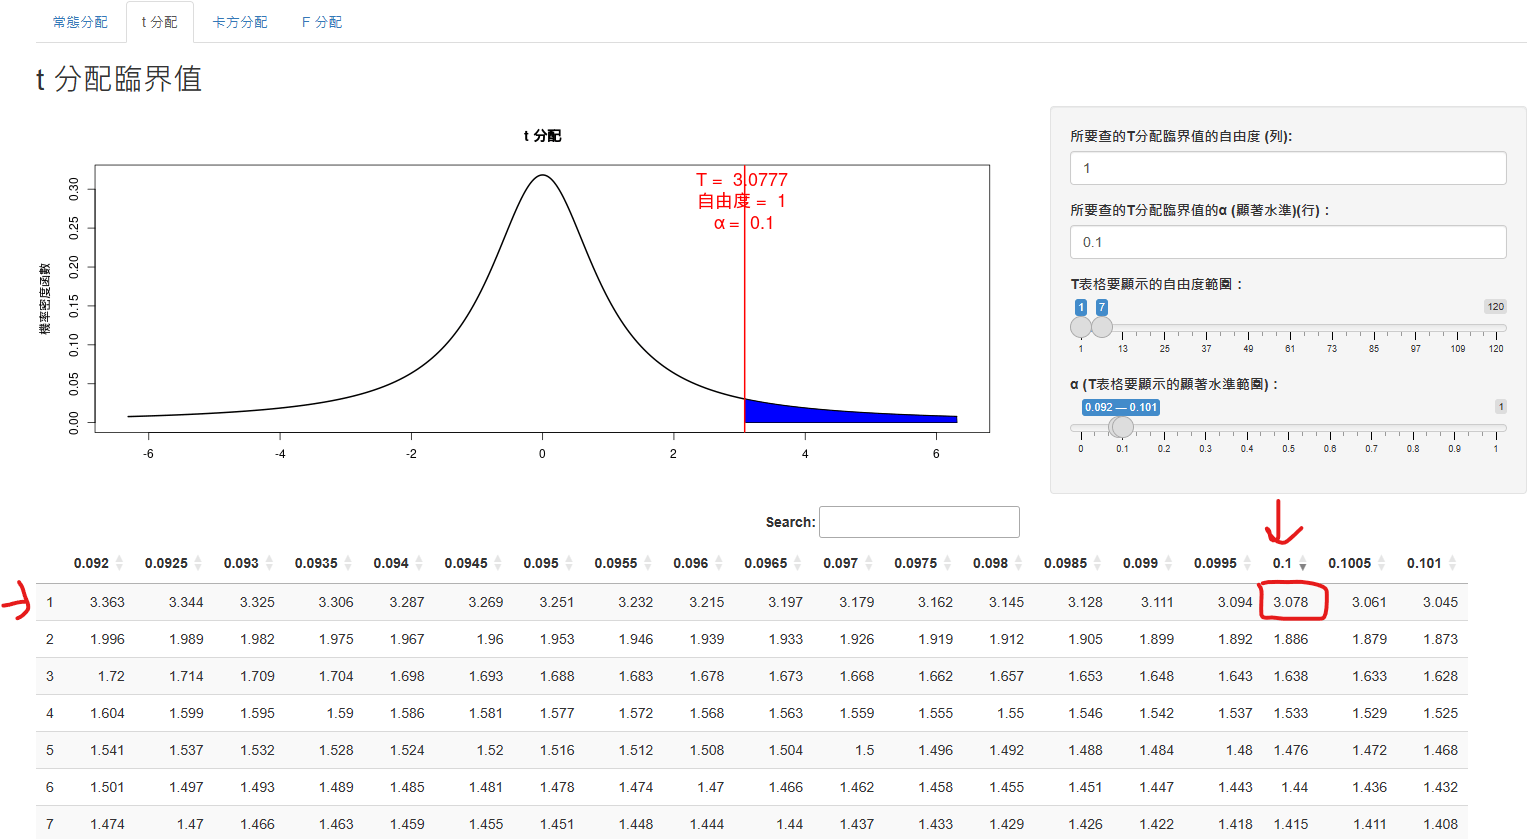 常態分配 t 分配 卡方分配 F 分配
t 分配臨界值
t 分配
T = 3.0777
自由度 = 1
α = 0.1
機率密度函數
0.30
0.25
0.20
0.15
0.10
0.05
0.00
-6 -4 -2 0 2 4 6
所要查的T分配臨界值的自由度 (列):
1
所要查的T分配臨界值的α (顯著水準)(行)：
0.1
T表格要顯示的自由度範圍：
1 7 120
1 13 25 37 49 61 73 85 97 109 120
α (T表格要顯示的顯著水準範圍)：
0.092 — 0.101 1
0 0.1 0.2 0.3 0.4 0.5 0.6 0.7 0.8 0.9 1
Search:
0.092 0.0925 0.093 0.0935 0.094 0.0945 0.095 0.0955 0.096 0.0965 0.097 0.0975 0.098 0.0985 0.099 0.0995 0.1 0.1005 0.101
1 3.363 3.344 3.325 3.306 3.287 3.269 3.251 3.232 3.215 3.197 3.179 3.162 3.145 3.128 3.111 3.094 3.078 3.061 3.045
2 1.996 1.989 1.982 1.975 1.967 1.96 1.953 1.946 1.939 1.933 1.926 1.919 1.912 1.905 1.899 1.892 1.886 1.879 1.873
3 1.72 1.714 1.709 1.704 1.698 1.693 1.688 1.683 1.678 1.673 1.668 1.662 1.657 1.653 1.648 1.643 1.638 1.633 1.628
4 1.604 1.599 1.595 1.59 1.586 1.581 1.577 1.572 1.568 1.563 1.559 1.555 1.55 1.546 1.542 1.537 1.533 1.529 1.525
5 1.541 1.537 1.532 1.528 1.524 1.52 1.516 1.512 1.508 1.504 1.5 1.496 1.492 1.488 1.484 1.48 1.476 1.472 1.468
6 1.501 1.497 1.493 1.489 1.485 1.481 1.478 1.474 1.47 1.466 1.462 1.458 1.455 1.451 1.447 1.443 1.44 1.436 1.432
7 1.474 1.47 1.466 1.463 1.459 1.455 1.451 1.448 1.444 1.44 1.437 1.433 1.429 1.426 1.422 1.418 1.415 1.411 1.408